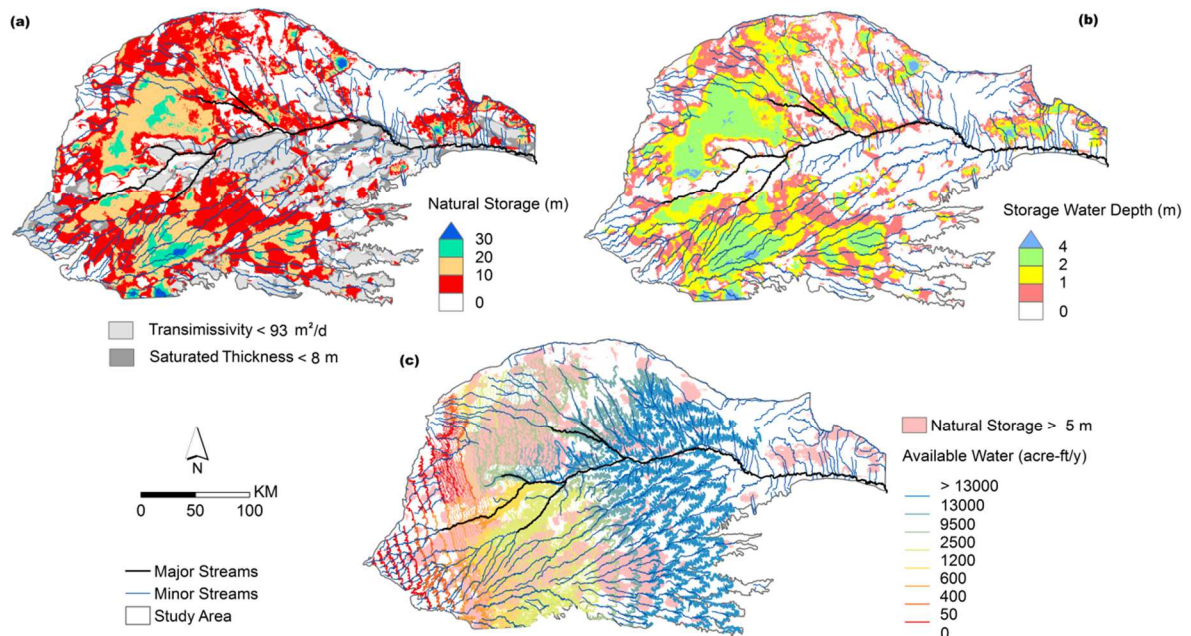 (a)
(b)
Natural Storage (m)
30
20
10
0
Storage Water Depth (m)
4
2
1
0
Transimissivity < 93 m²/d
Saturated Thickness < 8 m
(c)
N
KM
0 50 100
Major Streams
Minor Streams
Study Area
Natural Storage > 5 m
Available Water (acre-ft/y)
> 13000
13000
9500
2500
1200
600
400
50
0